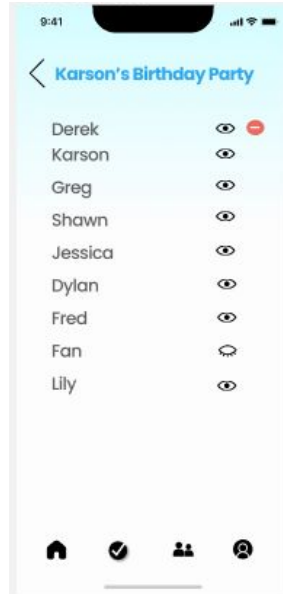 9:41
Karson's Birthday Party
Derek
Karson
Greg
Shawn
Jessica
Dylan
Fred
Fan
Lily